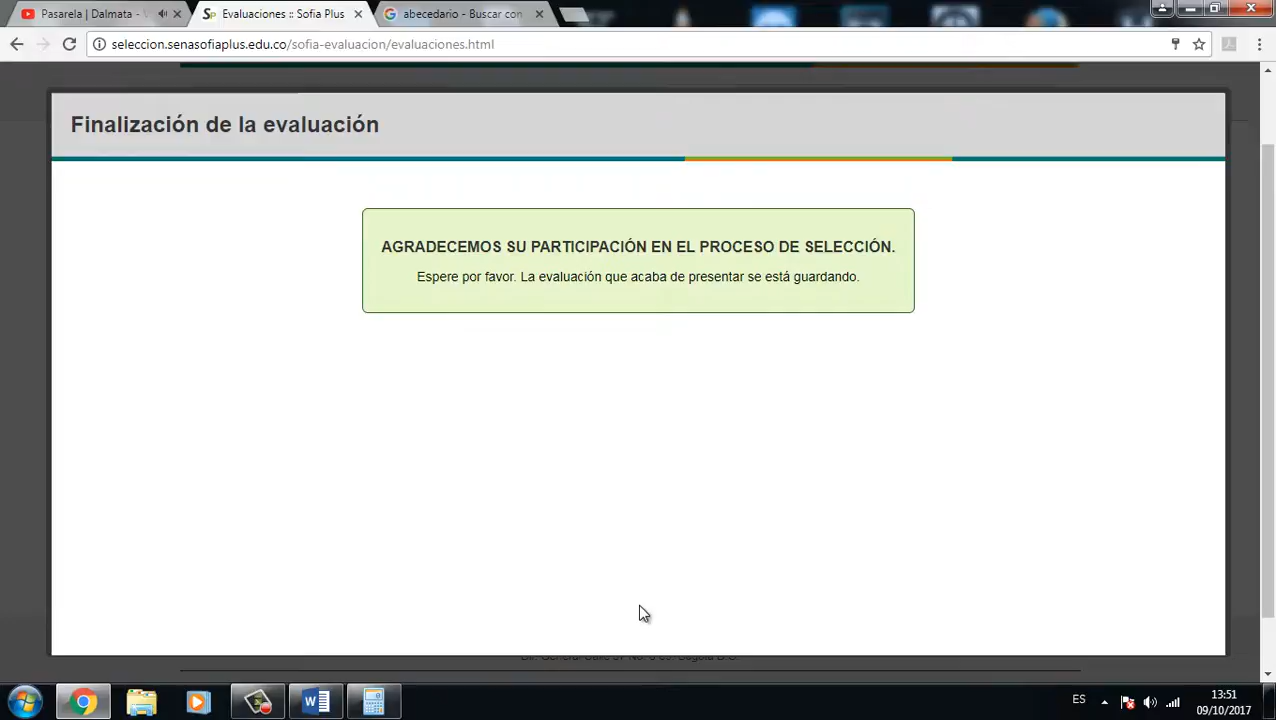 Pasarela | Dalmata -
Evaluaciones :: Sofia Plus
abecedario - Buscar con
seleccion.senasofiaplus.edu.co/sofia-evaluacion/evaluaciones.html
Finalización de la evaluación
AGRADECEMOS SU PARTICIPACIÓN EN EL PROCESO DE SELECCIÓN.
Espere por favor. La evaluación que acaba de presentar se está guardando.
ES
13:51
09/10/2017